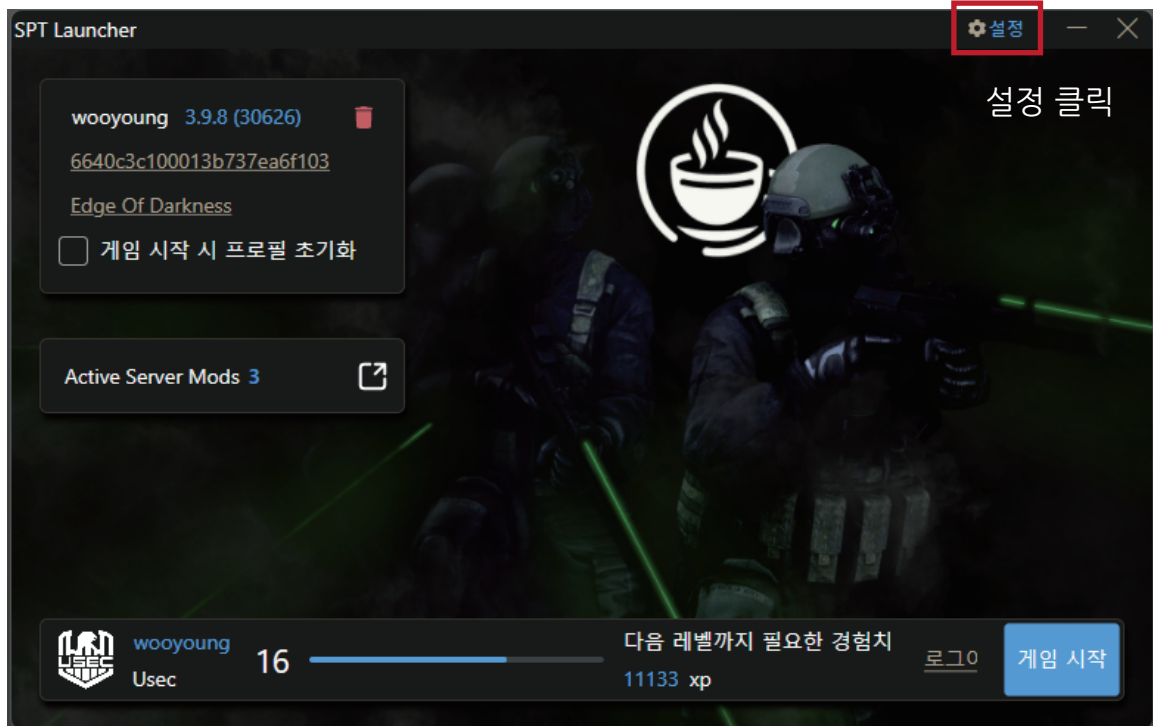 SPT Launcher
설정
설정 클릭
wooyoung 3.9.8 (30626)
6640c3c100013b737ea6f103
Edge Of Darkness
게임 시작 시 프로필 초기화
Active Server Mods 3
USEC
wooyoung
Usec
16
다음 레벨까지 필요한 경험치
11133 xp
로그
게임 시작